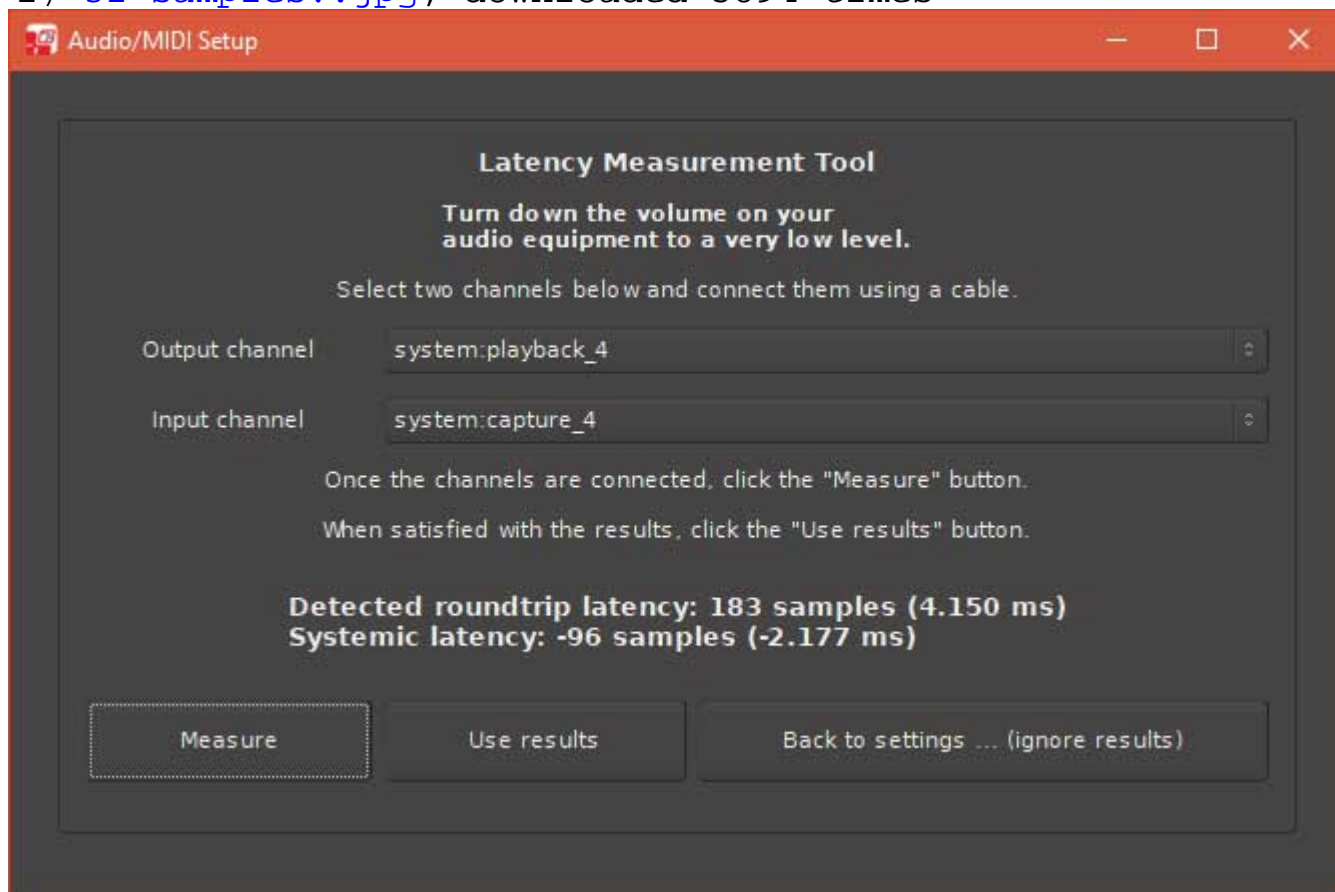 Audio/MIDI Setup
Latency Measurement Tool
Turn down the volume on your
audio equipment to a very low level.
Select two channels below and connect them using a cable.
Output channel system:playback_4
Input channel system:capture_4
Once the channels are connected, click the "Measure" button.
When satisfied with the results, click the "Use results" button.
Detected roundtrip latency: 183 samples (4.150 ms)
Systemic latency: -96 samples (-2.177 ms)
Measure Use results Back to settings ... (ignore results)